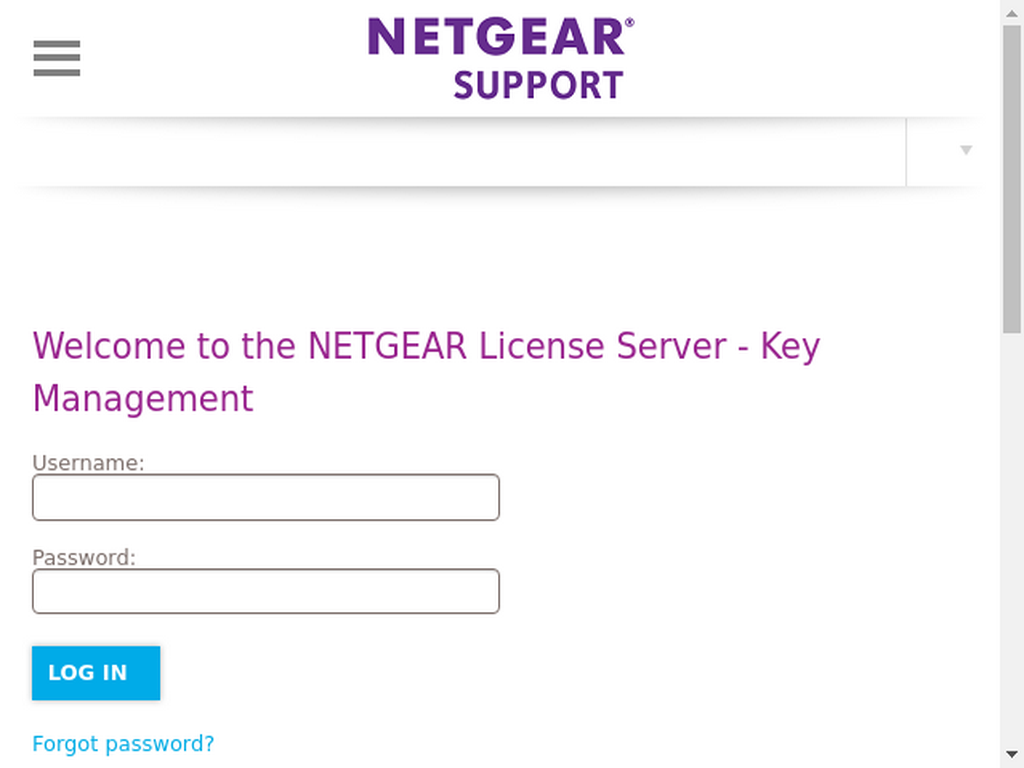 NETGEAR®
SUPPORT
Welcome to the NETGEAR License Server - Key
Management
Username:
Password:
LOG IN
Forgot password?